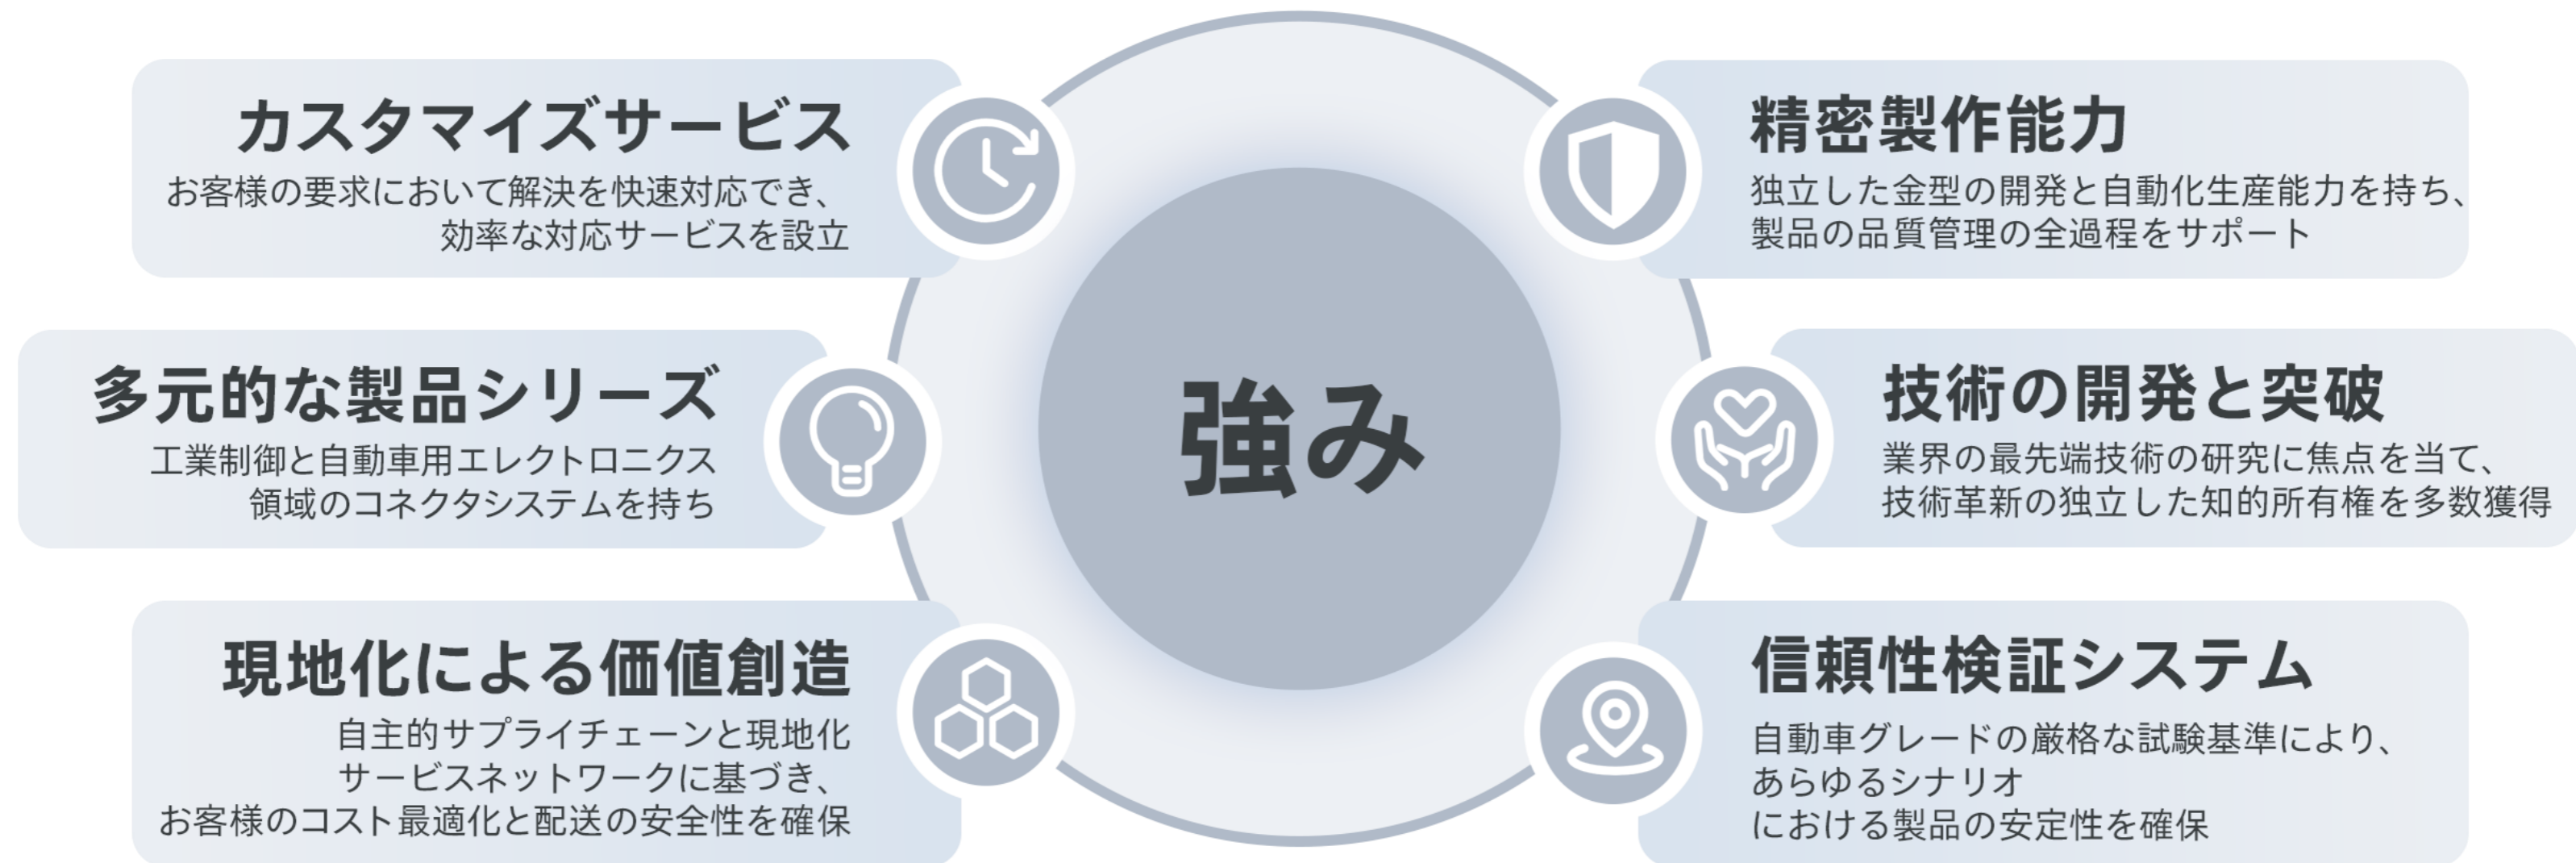 カスタマイズサービス
お客様の要求において解決を快速対応でき、
効率な対応サービスを設立
多元的な製品シリーズ
工業制御と自動車用エレクトロニクス
領域のコネクタシステムを持ち
現地化による価値創造
自主的サプライチェーンと現地化
サービスネットワークに基づき、
お客様のコスト最適化と配送の安全性を確保
強み
精密製作能力
独立した金型の開発と自動化生産能力を持ち、
製品の品質管理の全過程をサポート
技術の開発と突破
業界の最先端技術の研究に焦点を当て、
技術革新の独立した知的所有権を多数獲得
信頼性検証システム
自動車グレードの厳格な試験基準により、
あらゆるシナリオ
における製品の安定性を確保